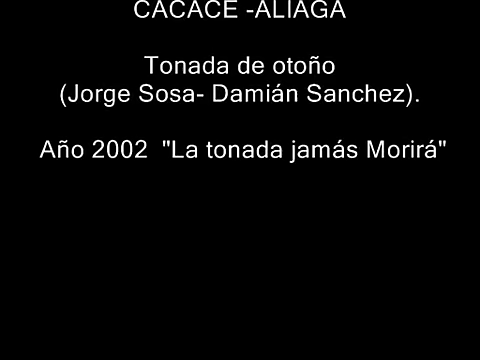 CACACE -ALIAGA
Tonada de otoño
(Jorge Sosa- Damián Sanchez).
Año 2002  "La tonada jamás Morirá"